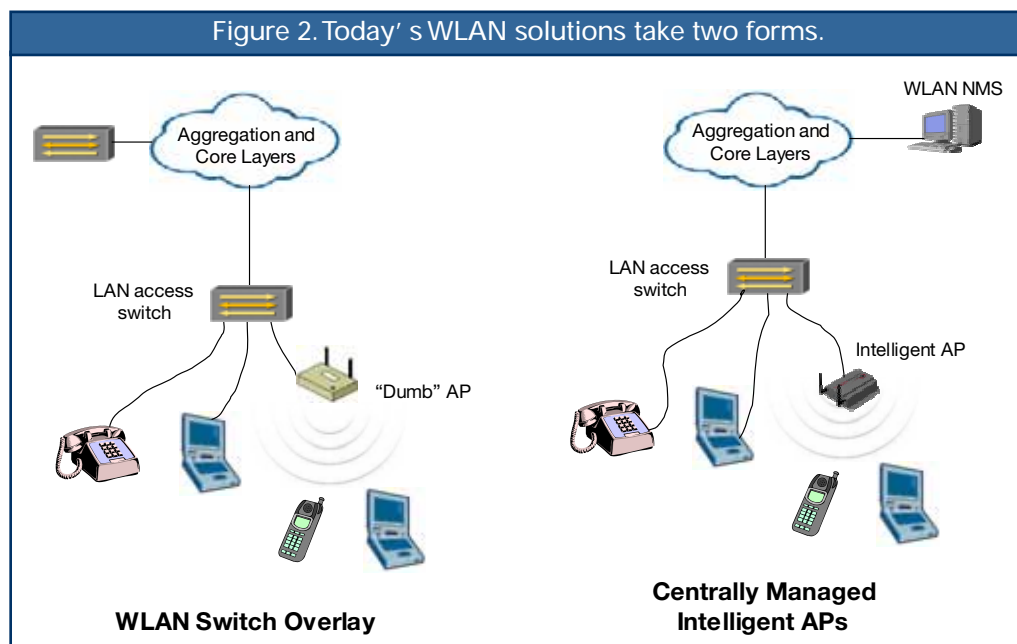 Figure 2. Today' s WLAN solutions take two forms.
Aggregation and
Core Layers
LAN access
switch
“Dumb” AP
WLAN Switch Overlay
WLAN NMS
Aggregation and
Core Layers
LAN access
switch
Intelligent AP
Centrally Managed
Intelligent APs